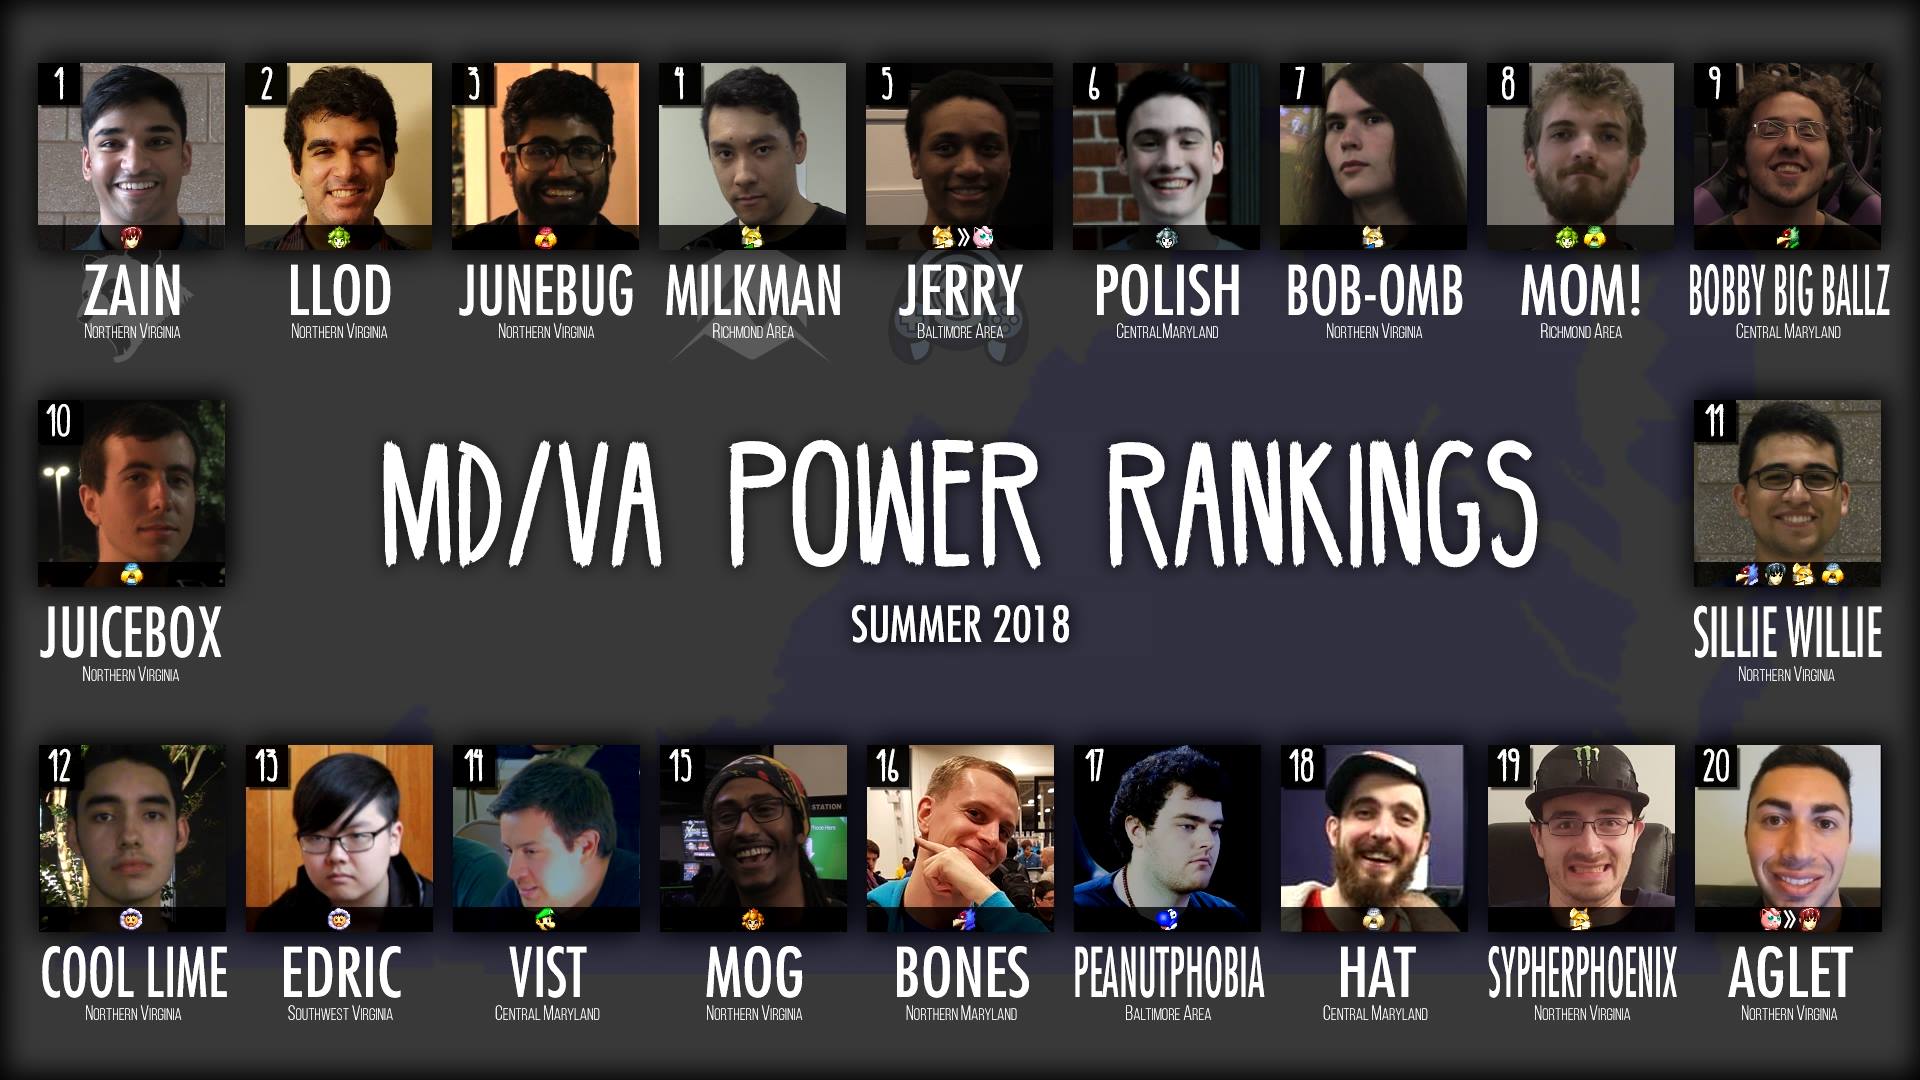 1
2
3
4
5
6
7
8
9
ZAIN
LLOD
JUNEBUG
MILKMAN
JERRY
POLISH
BOB-OMB
MOM!
BOBBY BIG BALLZ
Northern Virginia
Northern Virginia
Northern Virginia
Richmond Area
Baltimore Area
CentralMaryland
Northern Virginia
Richmond Area
Central Maryland
10
11
MD/VA POWER RANKINGS
SUMMER 2018
JUICEBOX
SILLIE WILLIE
Northern Virginia
Northern Virginia
12
13
14
15
16
17
18
19
20
STATION
COOL LIME
EDRIC
VIST
MOG
BONES
PEANUTPHOBIA
HAT
SYPHERPHOENIX
AGLET
Northern Virginia
Southwest Virginia
Central Maryland
Northern Virginia
Northern Maryland
Baltimore Area
Central Maryland
Northern Virginia
Northern Virginia